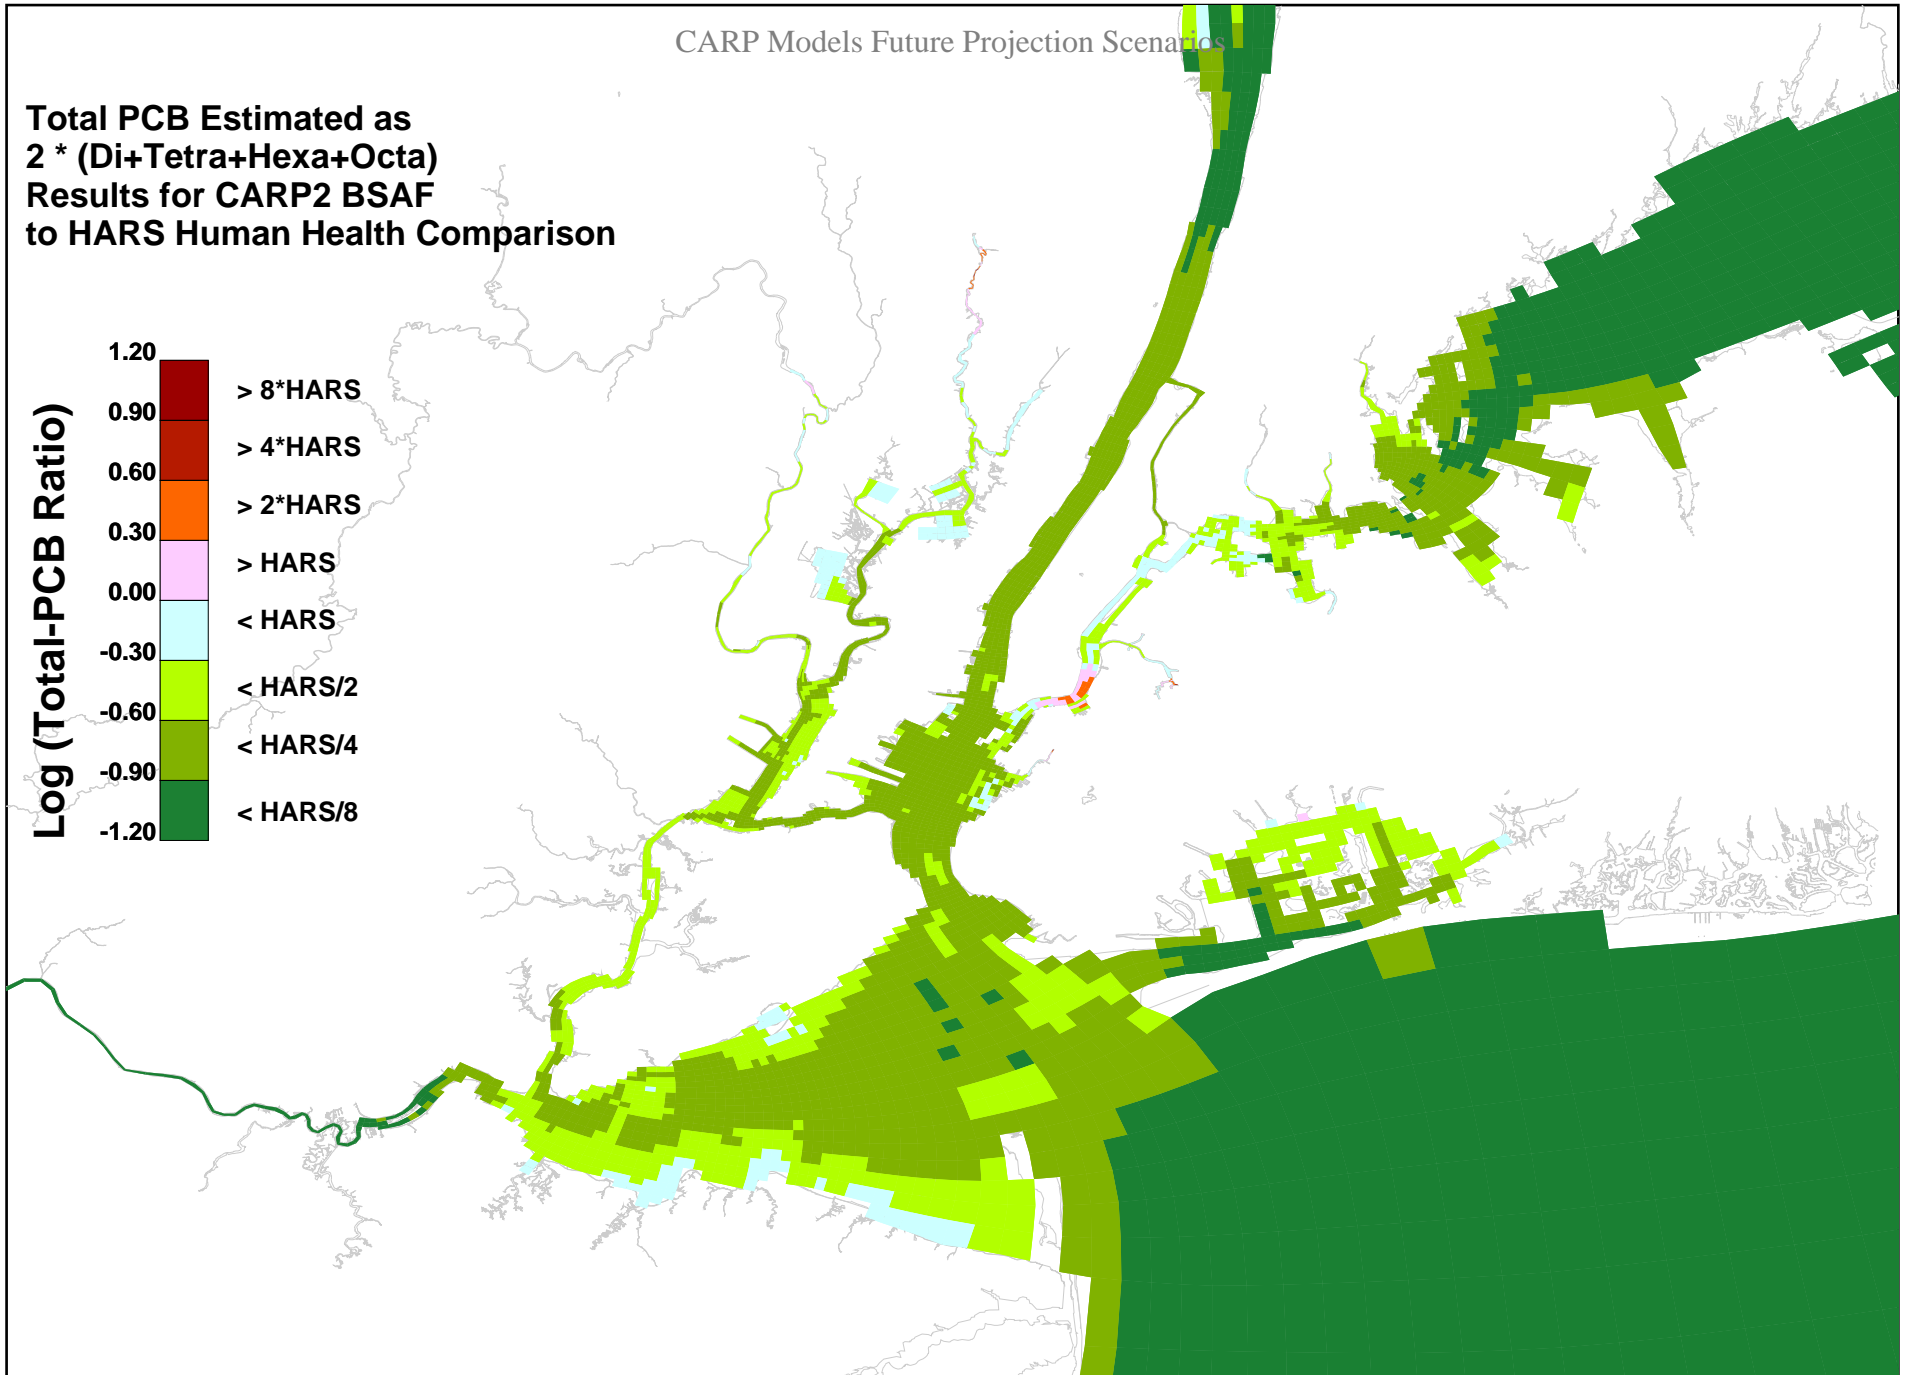 CARP Models Future Projection Scenarios
Total PCB Estimated as
2 * (Di+Tetra+Hexa+Octa)
Results for CARP2 BSAF
to HARS Human Health Comparison
Log (Total-PCB Ratio)
1.20
0.90
0.60
0.30
0.00
-0.30
-0.60
-0.90
-1.20
> 8*HARS
> 4*HARS
> 2*HARS
> HARS
< HARS
< HARS/2
< HARS/4
< HARS/8